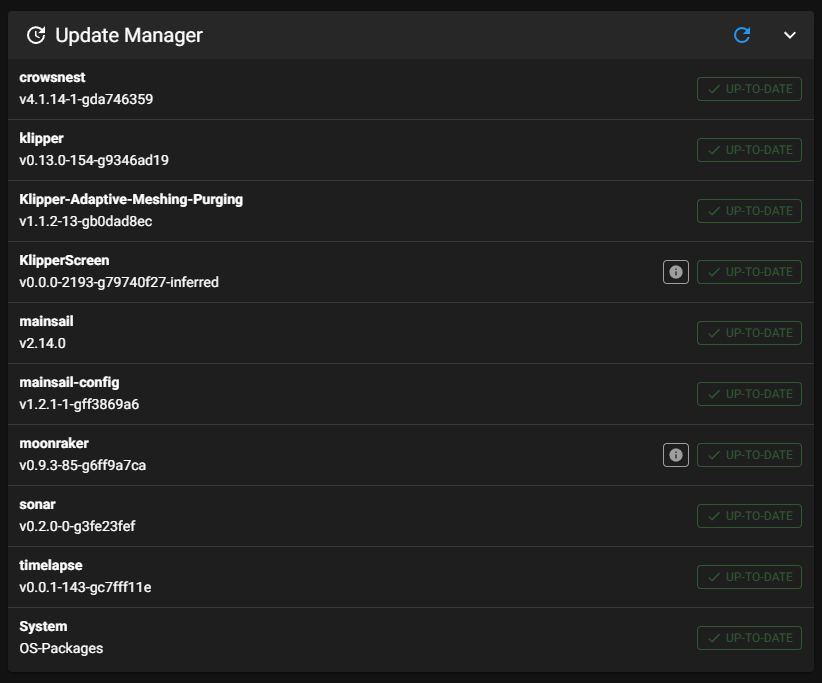 Update Manager
crowsnest
v4.1.14-1-gda746359
UP-TO-DATE
klipper
v0.13.0-154-g9346ad19
UP-TO-DATE
Klipper-Adaptive-Meshing-Purging
v1.1.2-13-gb0dad8ec
UP-TO-DATE
KlipperScreen
v0.0.0-2193-g79740f27-inferred
UP-TO-DATE
mainsail
v2.14.0
UP-TO-DATE
mainsail-config
v1.2.1-1-gff3869a6
UP-TO-DATE
moonraker
v0.9.3-85-g6ff9a7ca
UP-TO-DATE
sonar
v0.2.0-0-g3fe23fef
UP-TO-DATE
timelapse
v0.0.1-143-gc7fff11e
UP-TO-DATE
System
OS-Packages
UP-TO-DATE